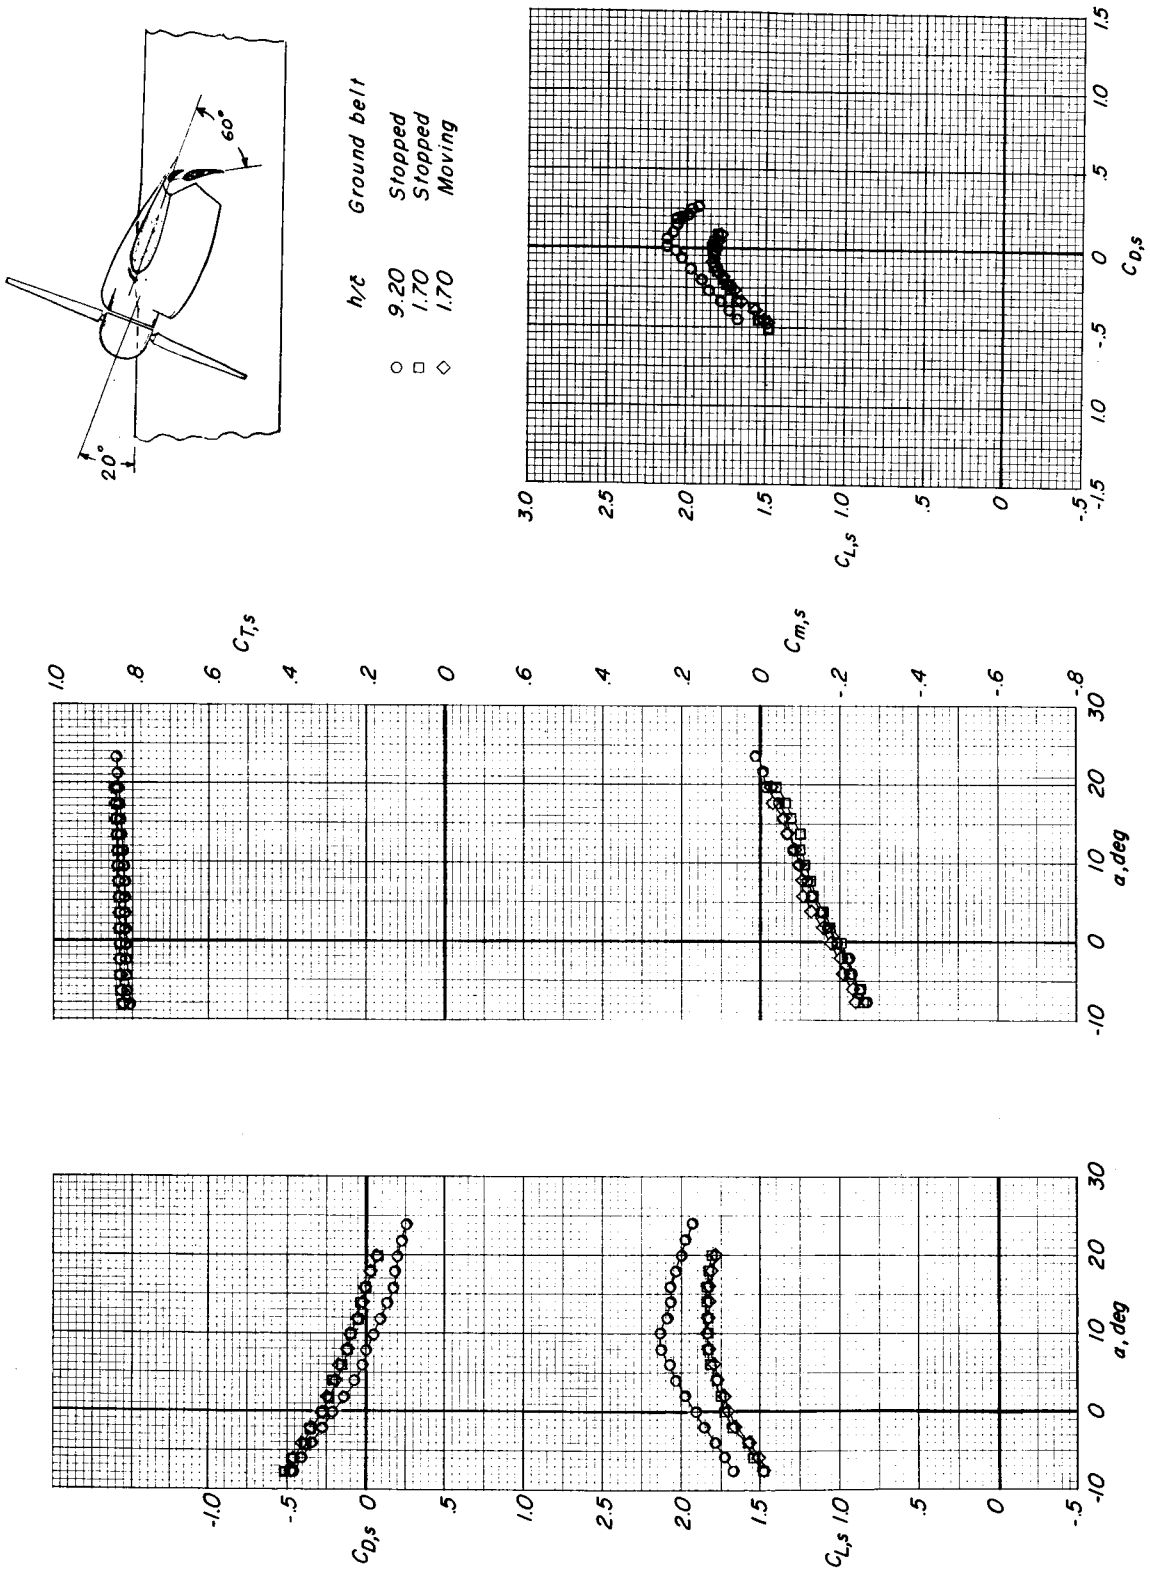 20°
60°
h/c̄ Ground belt
○ 9.20 Stopped
□ 1.70 Stopped
◇ 1.70 Moving
C_D,s
-1.0
-.5
0
.5
1.0
C_L,s
2.5
2.0
1.5
1.0
.5
0
-.5
-10 0 10 20 30
α, deg
C_T,s
1.0
.8
.6
.4
.2
0
C_m,s
.2
0
-.2
-.4
-.6
-.8
-10 0 10 20 30
α, deg
C_L,s
3.0
2.5
2.0
1.5
1.0
.5
0
-.5
-1.5 1.0 -.5 0 .5 1.0 1.5
C_D,s